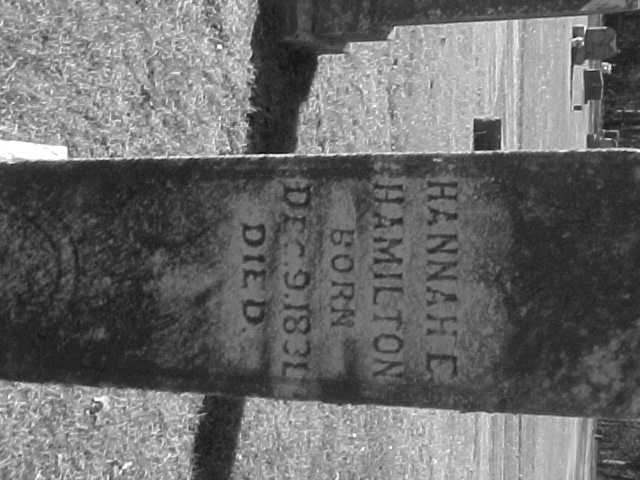 HANNAH E
HAMILTON
BORN
DEC. 9. 1831
DIED.